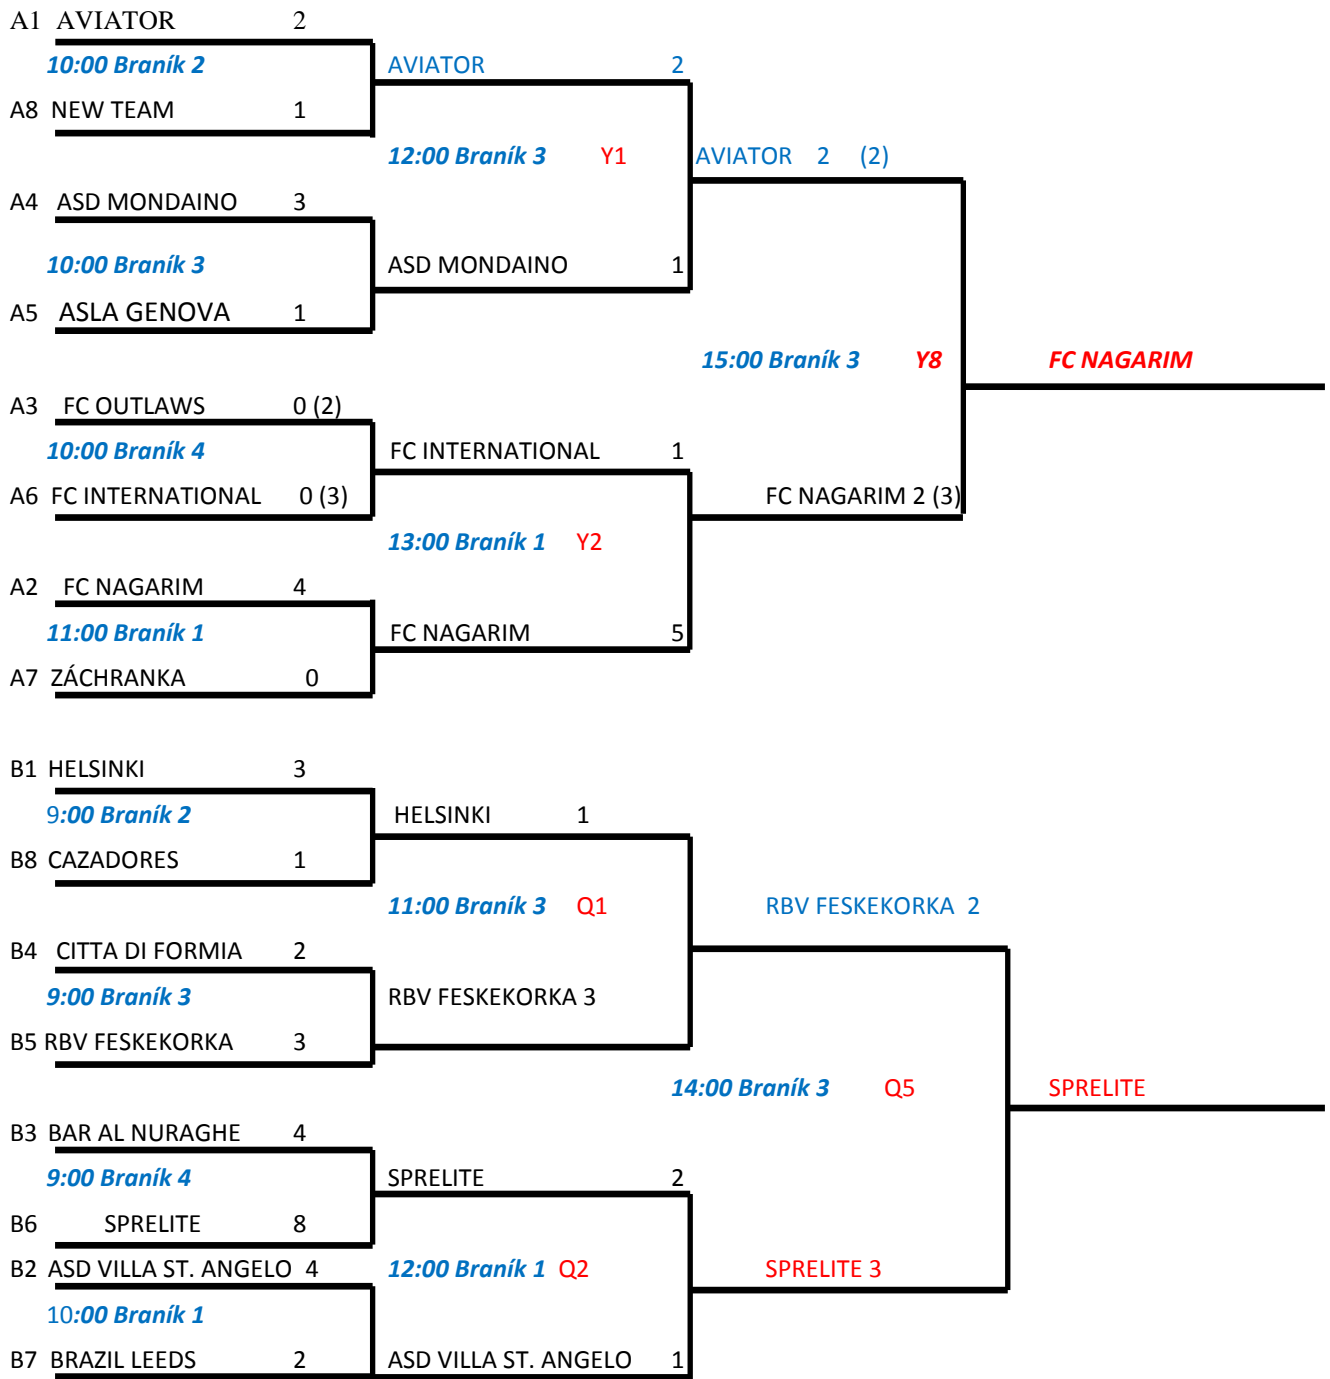 A1 AVIATOR 2
10:00 Braník 2 AVIATOR 2
A8 NEW TEAM 1
12:00 Braník 3 Y1 AVIATOR 2 (2)
A4 ASD MONDAINO 3
10:00 Braník 3 ASD MONDAINO 1
A5 ASLA GENOVA 1
15:00 Braník 3 Y8 FC NAGARIM
A3 FC OUTLAWS 0 (2)
10:00 Braník 4 FC INTERNATIONAL 1
A6 FC INTERNATIONAL 0 (3) FC NAGARIM 2 (3)
13:00 Braník 1 Y2
A2 FC NAGARIM 4
11:00 Braník 1 FC NAGARIM 5
A7 ZÁCHRANKA 0
B1 HELSINKI 3
9:00 Braník 2 HELSINKI 1
B8 CAZADORES 1
11:00 Braník 3 Q1 RBV FESKEKORKA 2
B4 CITTA DI FORMIA 2
9:00 Braník 3 RBV FESKEKORKA 3
B5 RBV FESKEKORKA 3
14:00 Braník 3 Q5 SPRELITE
B3 BAR AL NURAGHE 4
9:00 Braník 4 SPRELITE 2
B6 SPRELITE 8
B2 ASD VILLA ST. ANGELO 4 12:00 Braník 1 Q2 SPRELITE 3
10:00 Braník 1
B7 BRAZIL LEEDS 2 ASD VILLA ST. ANGELO 1